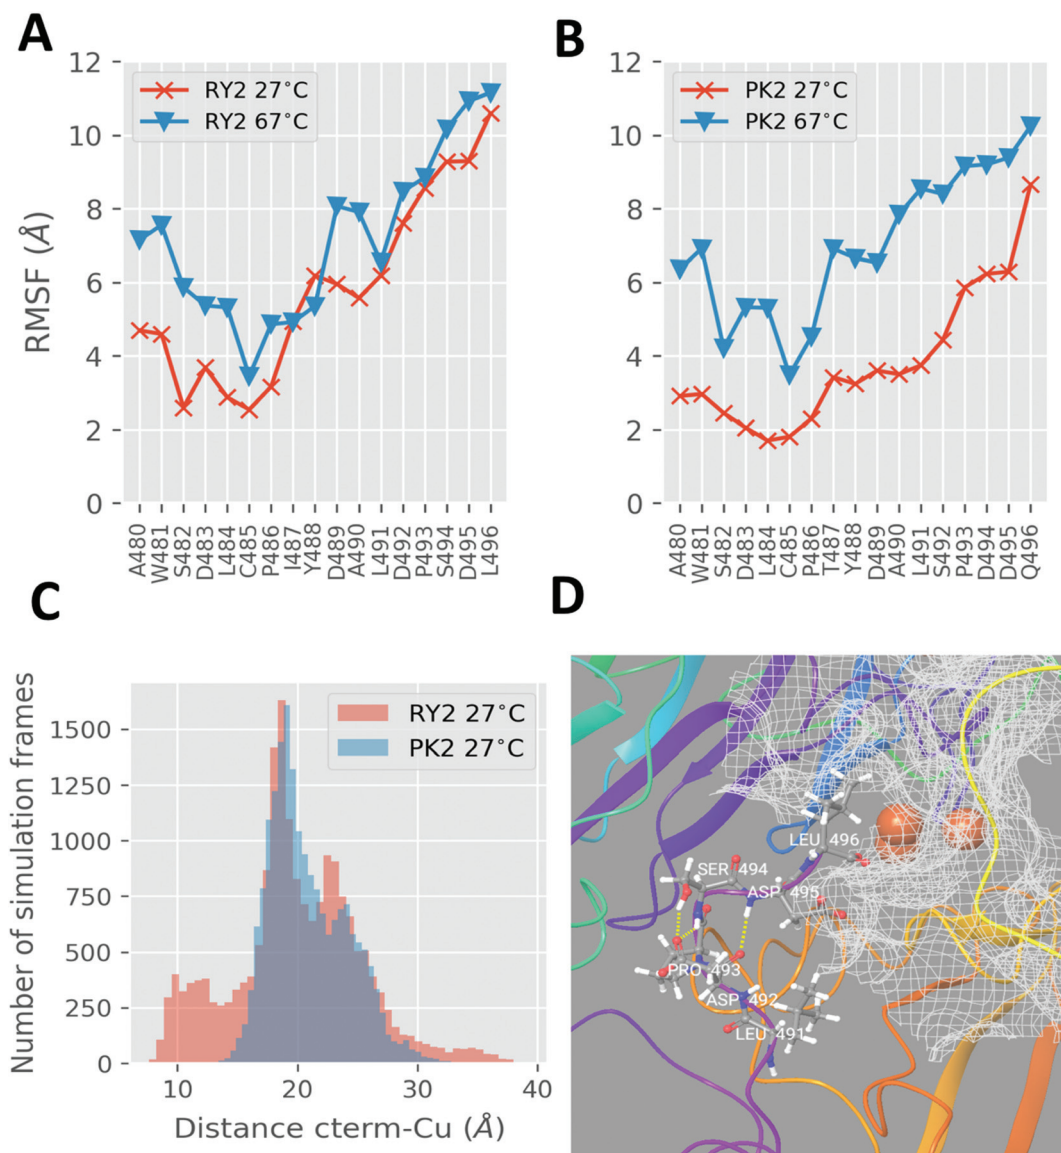 A
RMSF (Å)
12
10
8
6
4
2
0
RY2 27°C
RY2 67°C
A480
W481
S482
D483
L484
C485
P486
I487
Y488
D489
A490
L491
D492
P493
S494
D495
L496
B
12
10
8
6
4
2
0
PK2 27°C
PK2 67°C
A480
W481
S482
D483
L484
C485
P486
T487
Y488
D489
A490
L491
S492
P493
D494
D495
Q496
C
Number of simulation frames
1500
1250
1000
750
500
250
0
RY2 27°C
PK2 27°C
10
20
30
40
Distance cterm-Cu (Å)
D
LEU 496
SER 494
ASP 495
PRO 493
ASP 492
LEU 491